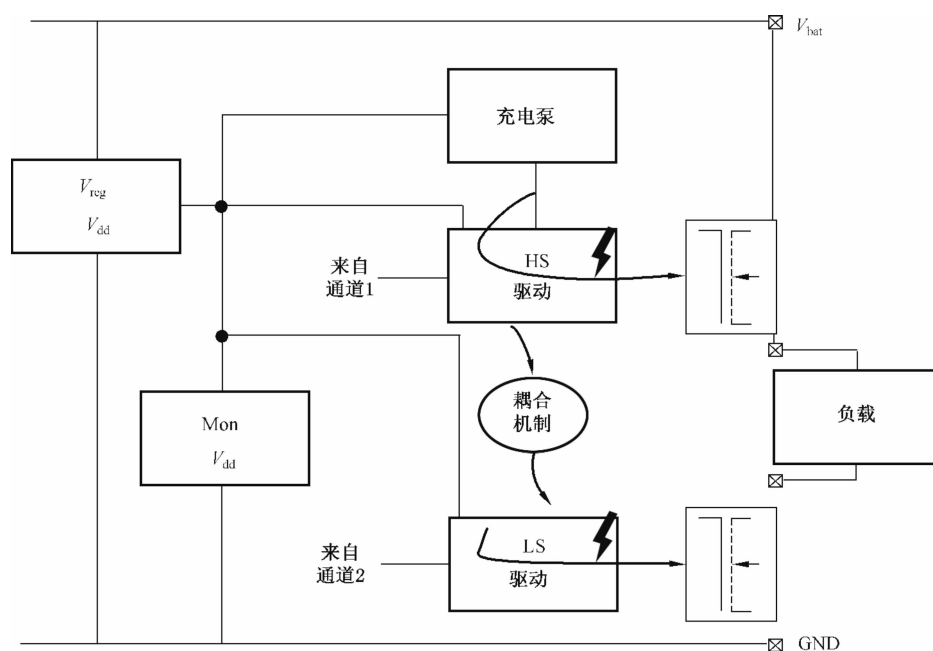 V_bat
充电泵
V_reg
V_dd
来自
通道1
HS
驱动
耦合
机制
Mon
V_dd
负载
来自
通道2
LS
驱动
GND